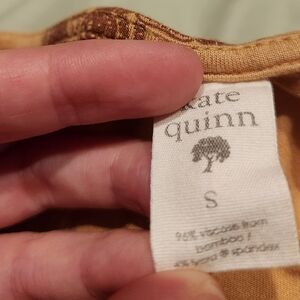 kate
quinn
S
96% viscose from
bamboo /
4% lycra ® spandex